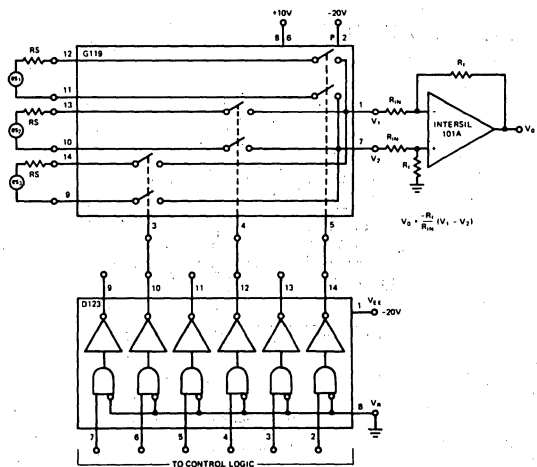 +10V -20V
8 6 P 2
G119
RS 12
es1
11
RS 13
es2
10
RS 14
es3
9
1 V1 RIN
7 V2 RIN
Rf
Rf
- 
+
INTERSIL
101A
V0
V0 = -Rf/RIN (V1 - V2)
3 4 5
9 10 11 12 13 14
D123
1 VEE
-20V
8 VR
7 6 5 4 3 2
TO CONTROL LOGIC